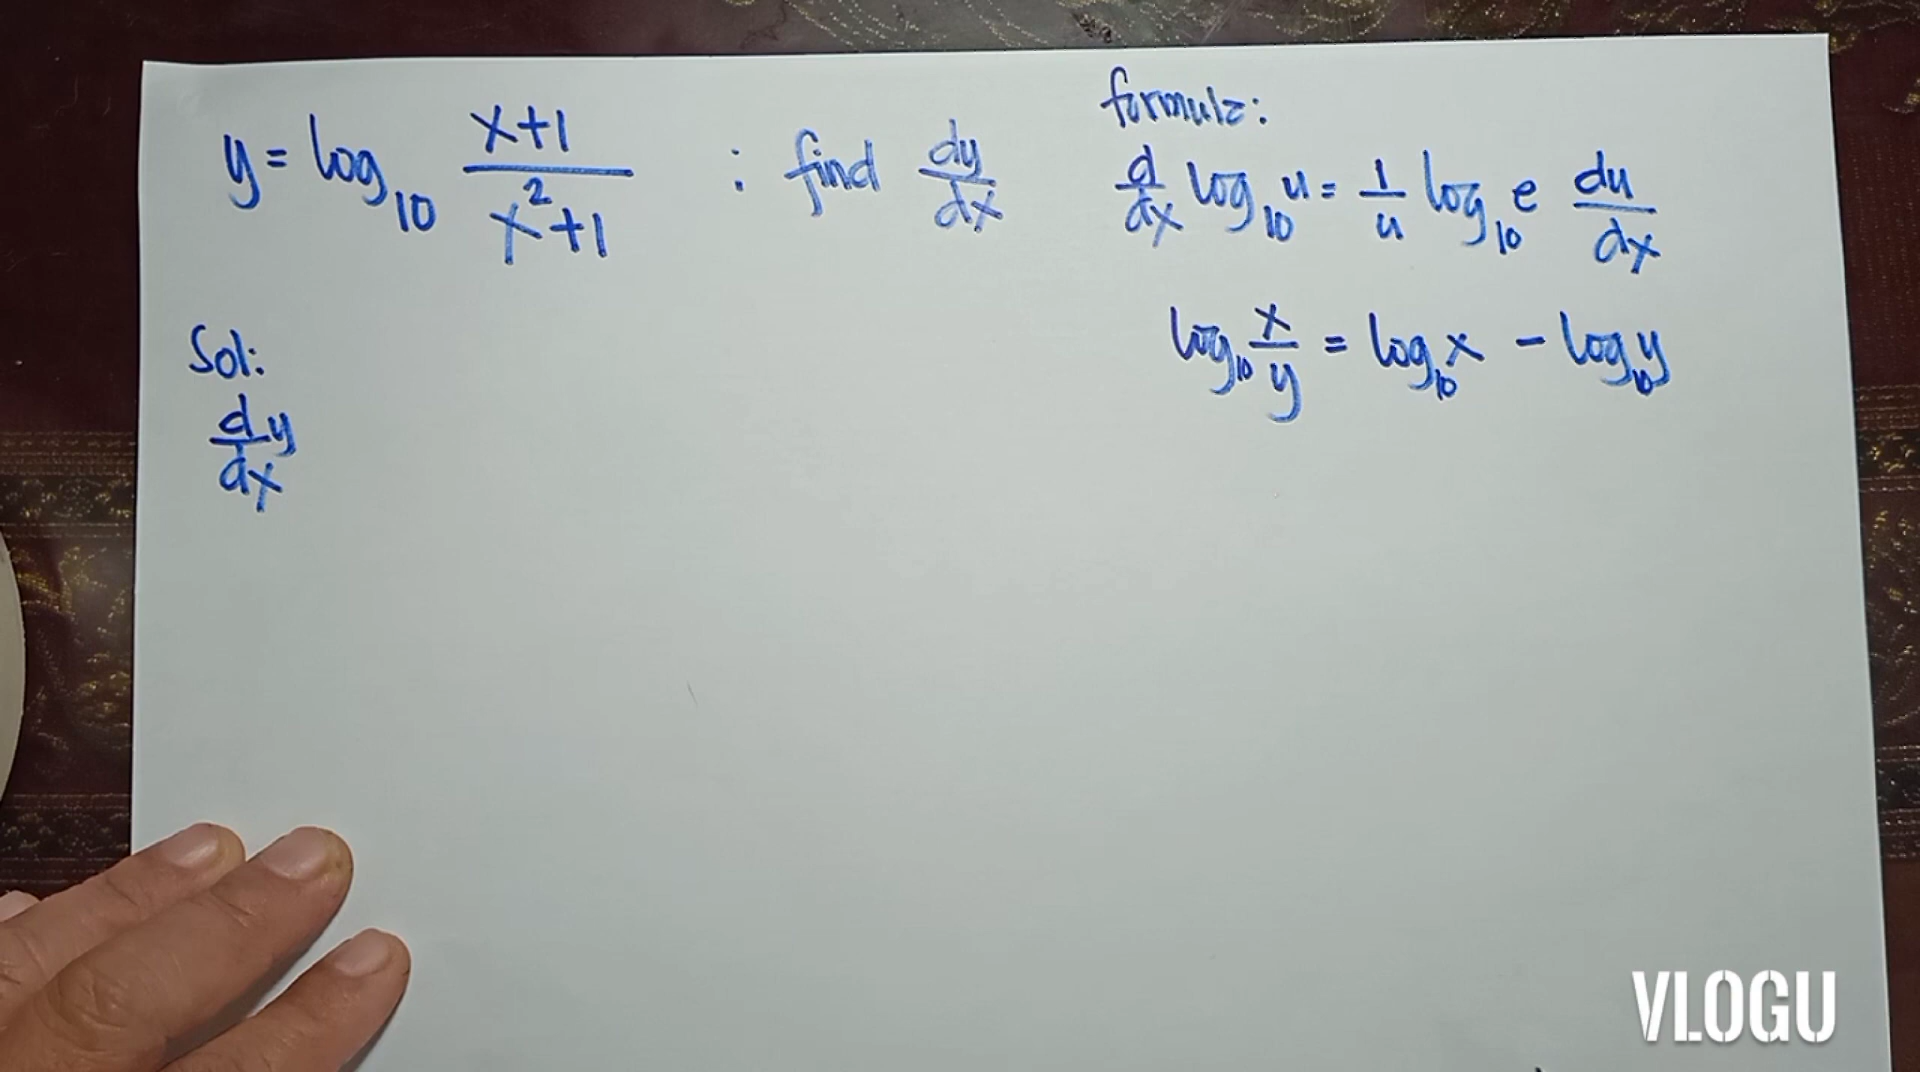 y = log₁₀ (x+1)/(x²+1) : find dy/dx
formula:
d/dx log₁₀ u = 1/u log₁₀ e du/dx
log₁₀ x/y = log₁₀ x - log₁₀ y
Sol:
d/dx y
VLOGU